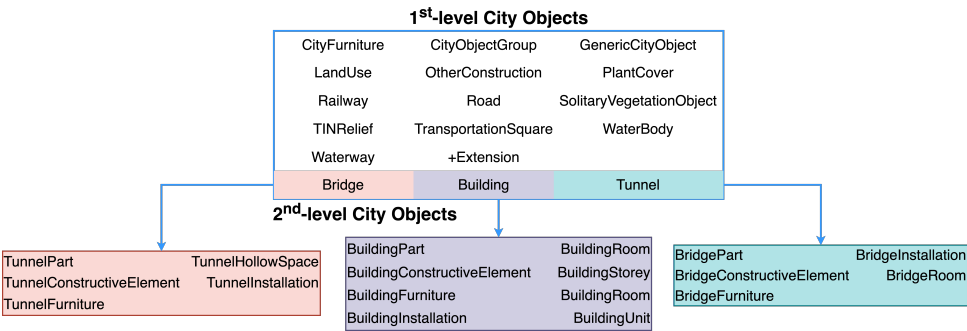 1st-level City Objects
CityFurniture CityObjectGroup GenericCityObject
LandUse OtherConstruction PlantCover
Railway Road SolitaryVegetationObject
TINRelief TransportationSquare WaterBody
Waterway +Extension
Bridge Building Tunnel
2nd-level City Objects
TunnelPart TunnelHollowSpace
TunnelConstructiveElement TunnelInstallation
TunnelFurniture
BuildingPart BuildingRoom
BuildingConstructiveElement BuildingStorey
BuildingFurniture BuildingRoom
BuildingInstallation BuildingUnit
BridgePart BridgeInstallation
BridgeConstructiveElement BridgeRoom
BridgeFurniture